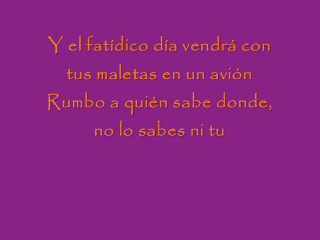 Y el fatídico día vendrá con
tus maletas en un avión
Rumbo a quién sabe donde,
no lo sabes ni tu